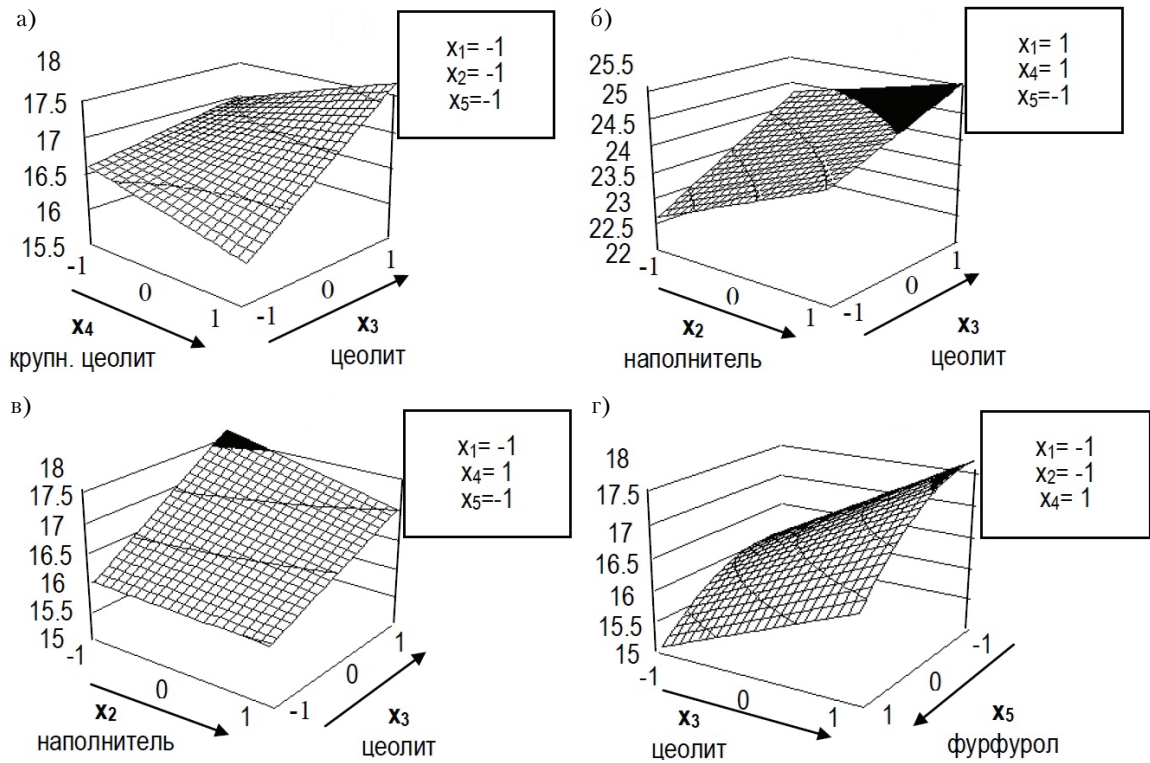 а)
x1= -1
x2= -1
x5=-1
18
17.5
17
16.5
16
15.5
-1
0
1
-1
0
1
x4
крупн. цеолит
x3
цеолит
б)
x1= 1
x4= 1
x5=-1
25.5
25
24.5
24
23.5
23
22.5
22
-1
0
1
-1
0
1
x2
наполнитель
x3
цеолит
в)
x1= -1
x4= 1
x5=-1
18
17.5
17
16.5
16
15.5
15
-1
0
1
-1
0
1
x2
наполнитель
x3
цеолит
г)
x1= -1
x2= -1
x4= 1
18
17.5
17
16.5
16
15.5
15
-1
0
1
1
0
-1
x3
цеолит
x5
фурфурол